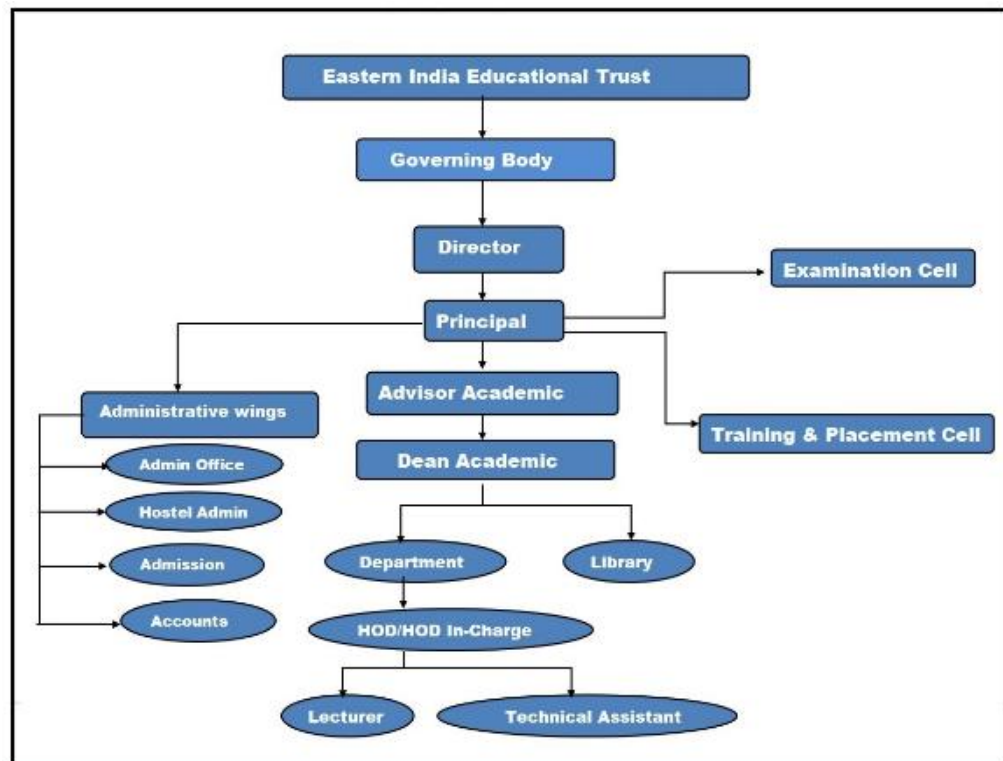 Eastern India Educational Trust
Governing Body
Director
Examination Cell
Principal
Advisor Academic
Administrative wings
Training & Placement Cell
Dean Academic
Admin Office
Hostel Admin
Department
Library
Admission
Accounts
HOD/HOD In-Charge
Lecturer
Technical Assistant